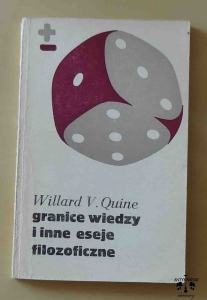 Willard V. Quine
granice wiedzy
i inne eseje
filozoficzne